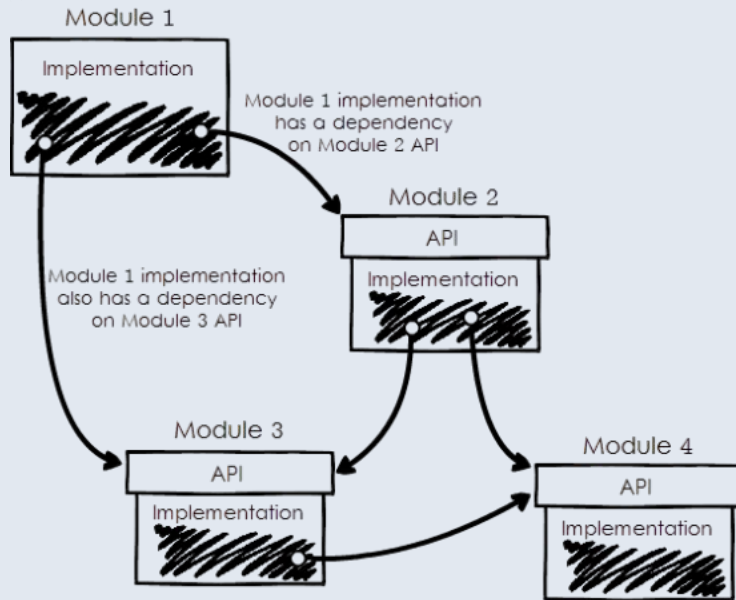 Module 1
Implementation
Module 1 implementation
has a dependency
on Module 2 API
Module 2
API
Implementation
Module 1 implementation
also has a dependency
on Module 3 API
Module 3
API
Implementation
Module 4
API
Implementation